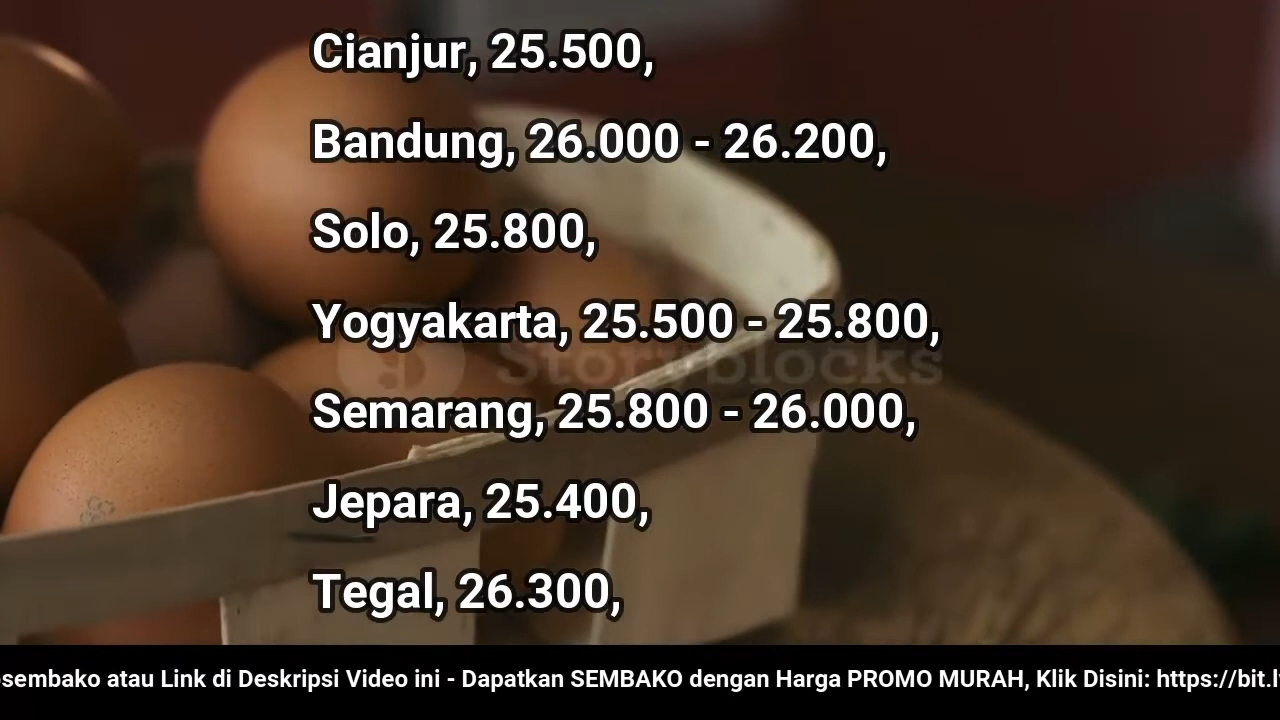 Cianjur, 25.500,
Bandung, 26.000 - 26.200,
Solo, 25.800,
Yogyakarta, 25.500 - 25.800,
Storyblocks
Semarang, 25.800 - 26.000,
Jepara, 25.400,
Tegal, 26.300,
sembako atau Link di Deskripsi Video ini - Dapatkan SEMBAKO dengan Harga PROMO MURAH, Klik Disini: https://bit.l